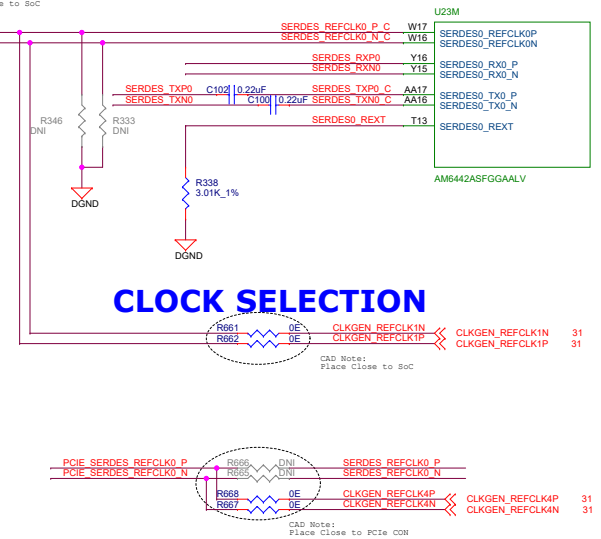 e to SoC
U23M
SERDES_REFCLK0_P_C W17 SERDES0_REFCLK0P
SERDES_REFCLK0_N_C W16 SERDES0_REFCLK0N
SERDES_RXP0 Y16 SERDES0_RX0_P
SERDES_RXN0 Y15 SERDES0_RX0_N
SERDES_TXP0 C102 0.22uF SERDES_TXP0_C AA17 SERDES0_TX0_P
SERDES_TXN0 C100 0.22uF SERDES_TXN0_C AA16 SERDES0_TX0_N
SERDES0_REXT T13 SERDES0_REXT
R346 R333
DNI DNI
AM6442ASFGGAALV
R338
3.01K_1%
DGND
DGND
CLOCK SELECTION
R661 0E CLKGEN_REFCLK1N CLKGEN_REFCLK1N 31
R662 0E CLKGEN_REFCLK1P CLKGEN_REFCLK1P 31
CAD Note:
Place Close to SoC
PCIE_SERDES_REFCLK0_P R666 DNI SERDES_REFCLK0_P
PCIE_SERDES_REFCLK0_N R665 DNI SERDES_REFCLK0_N
R668 0E CLKGEN_REFCLK4P CLKGEN_REFCLK4P 31
R667 0E CLKGEN_REFCLK4N CLKGEN_REFCLK4N 31
CAD Note:
Place Close to PCIe CON